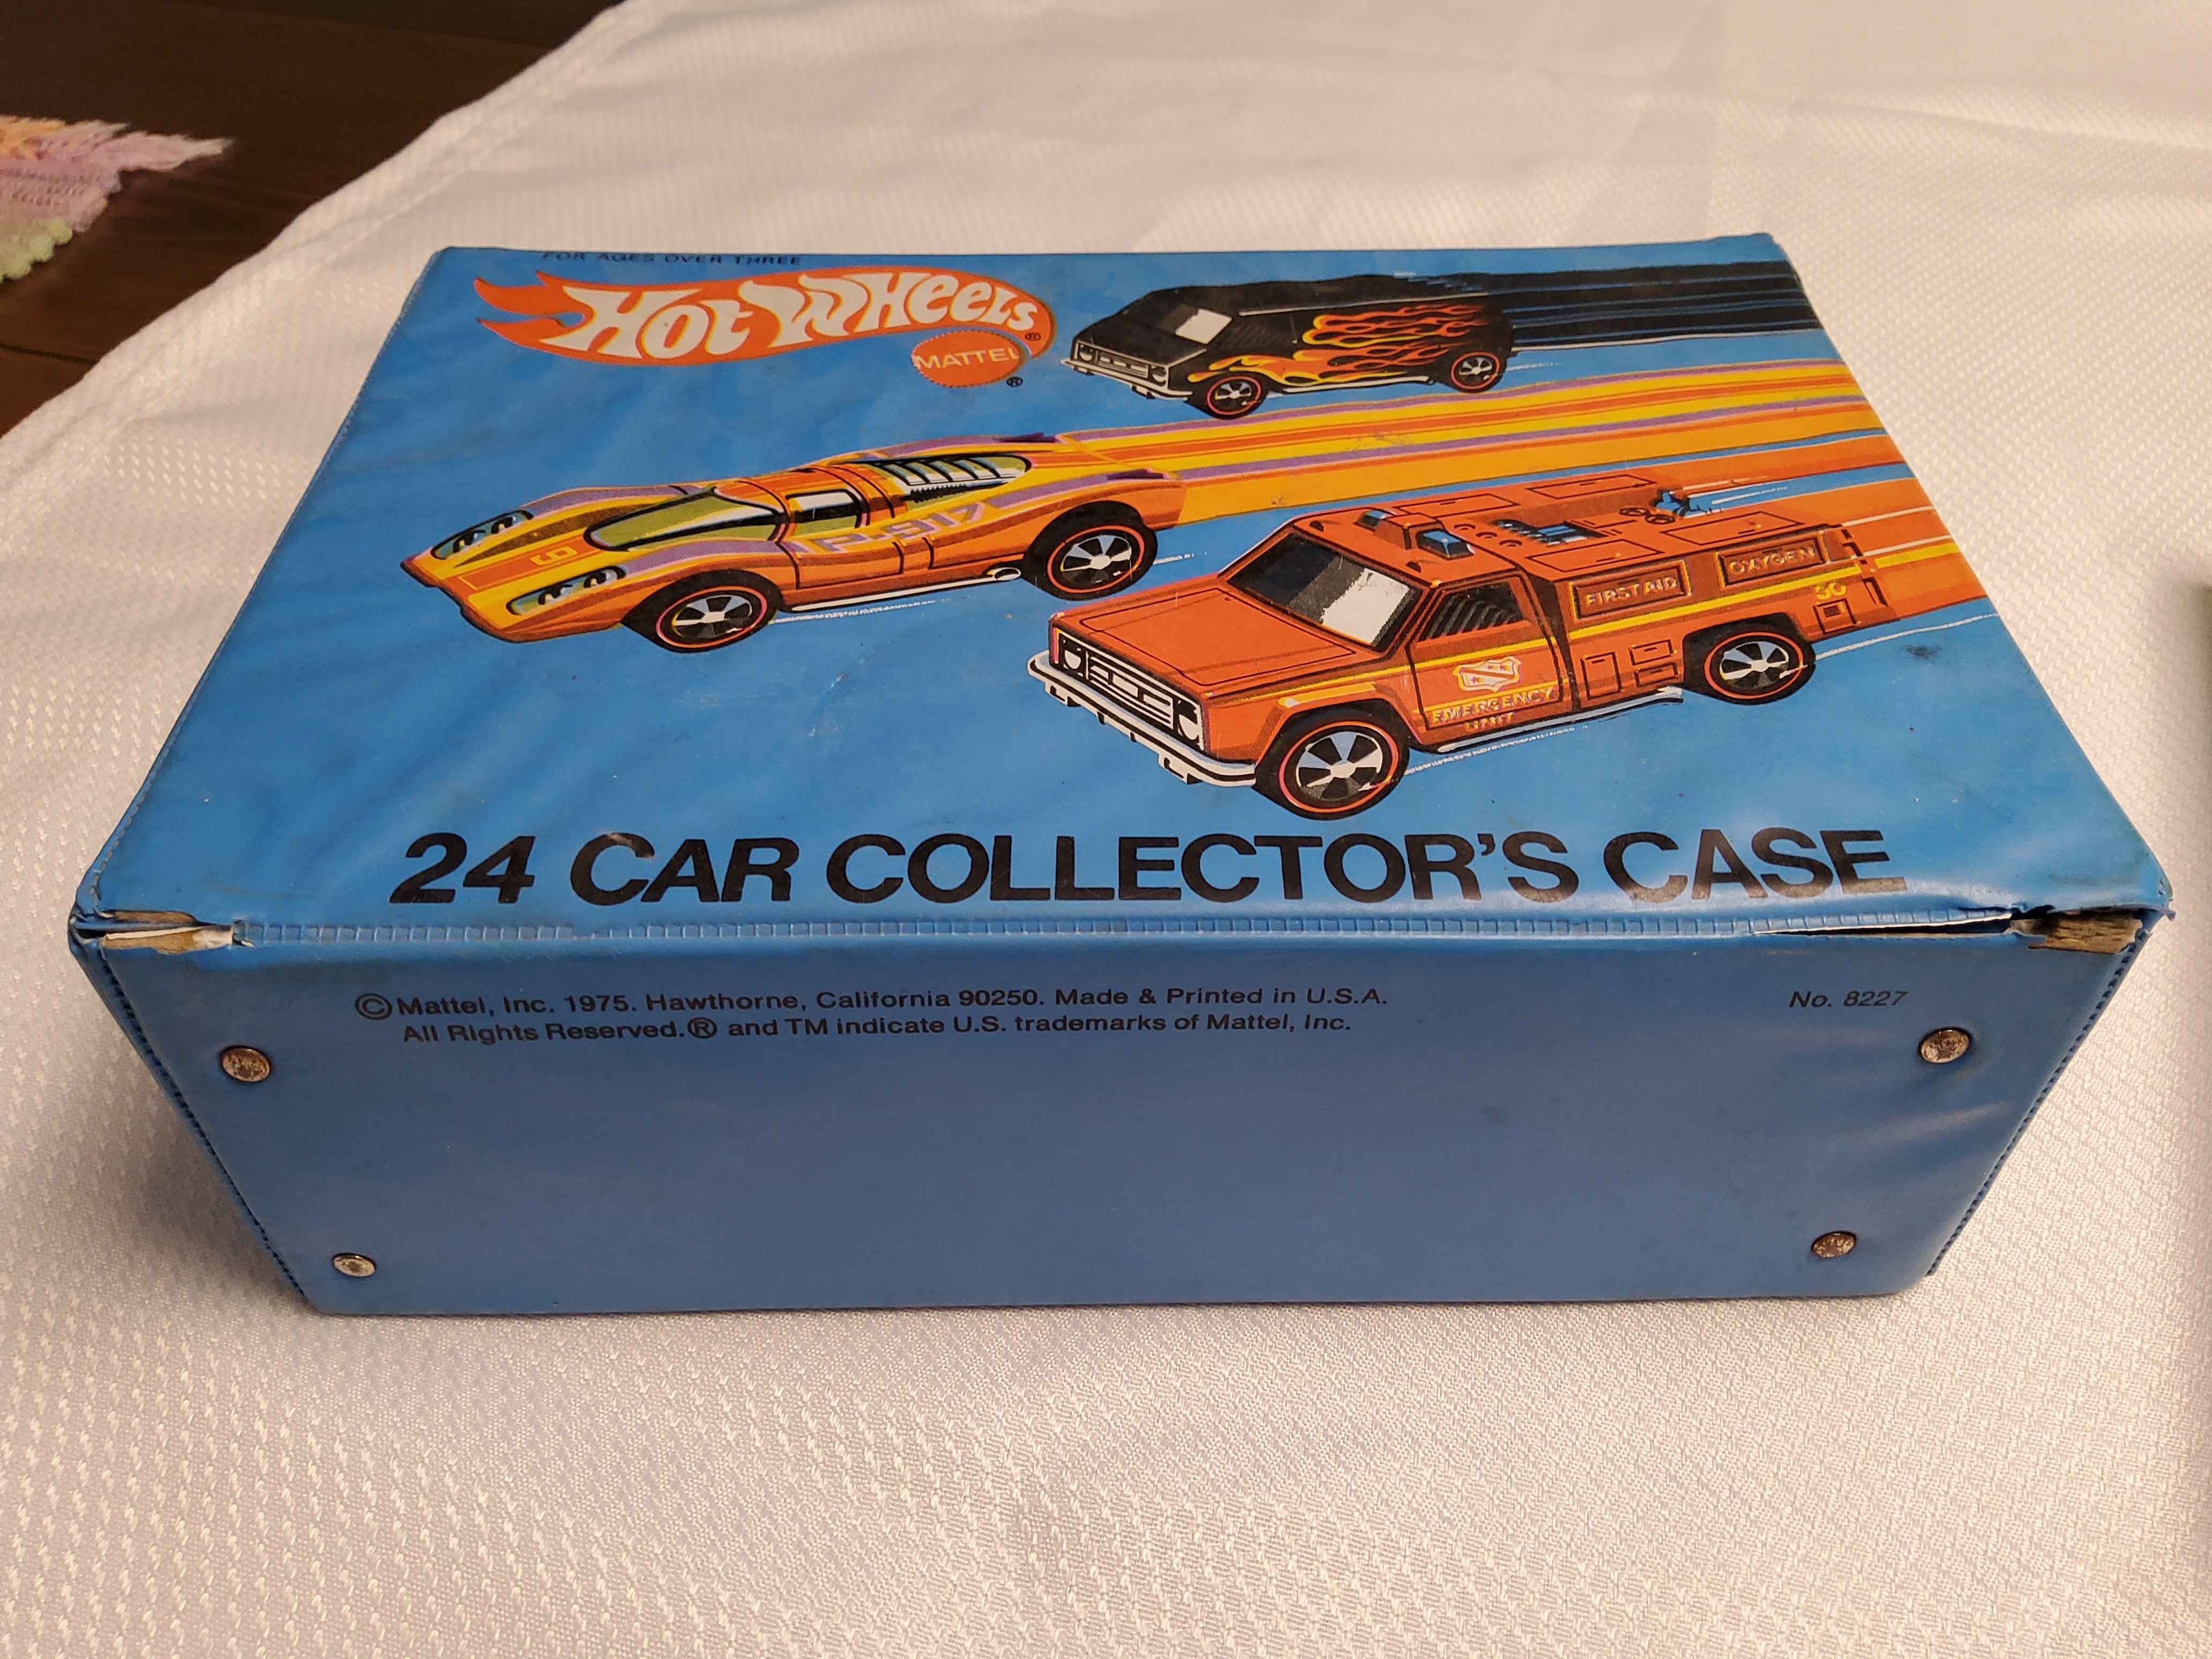 FOR AGES OVER THREE
HOT WHEELS®
MATTEL®
6
P-917
FIRST AID
OXYGEN
50
EMERGENCY
UNIT
24 CAR COLLECTOR'S CASE
©Mattel, Inc. 1975. Hawthorne, California 90250. Made & Printed in U.S.A.
All Rights Reserved.® and TM indicate U.S. trademarks of Mattel, Inc.
No. 8227